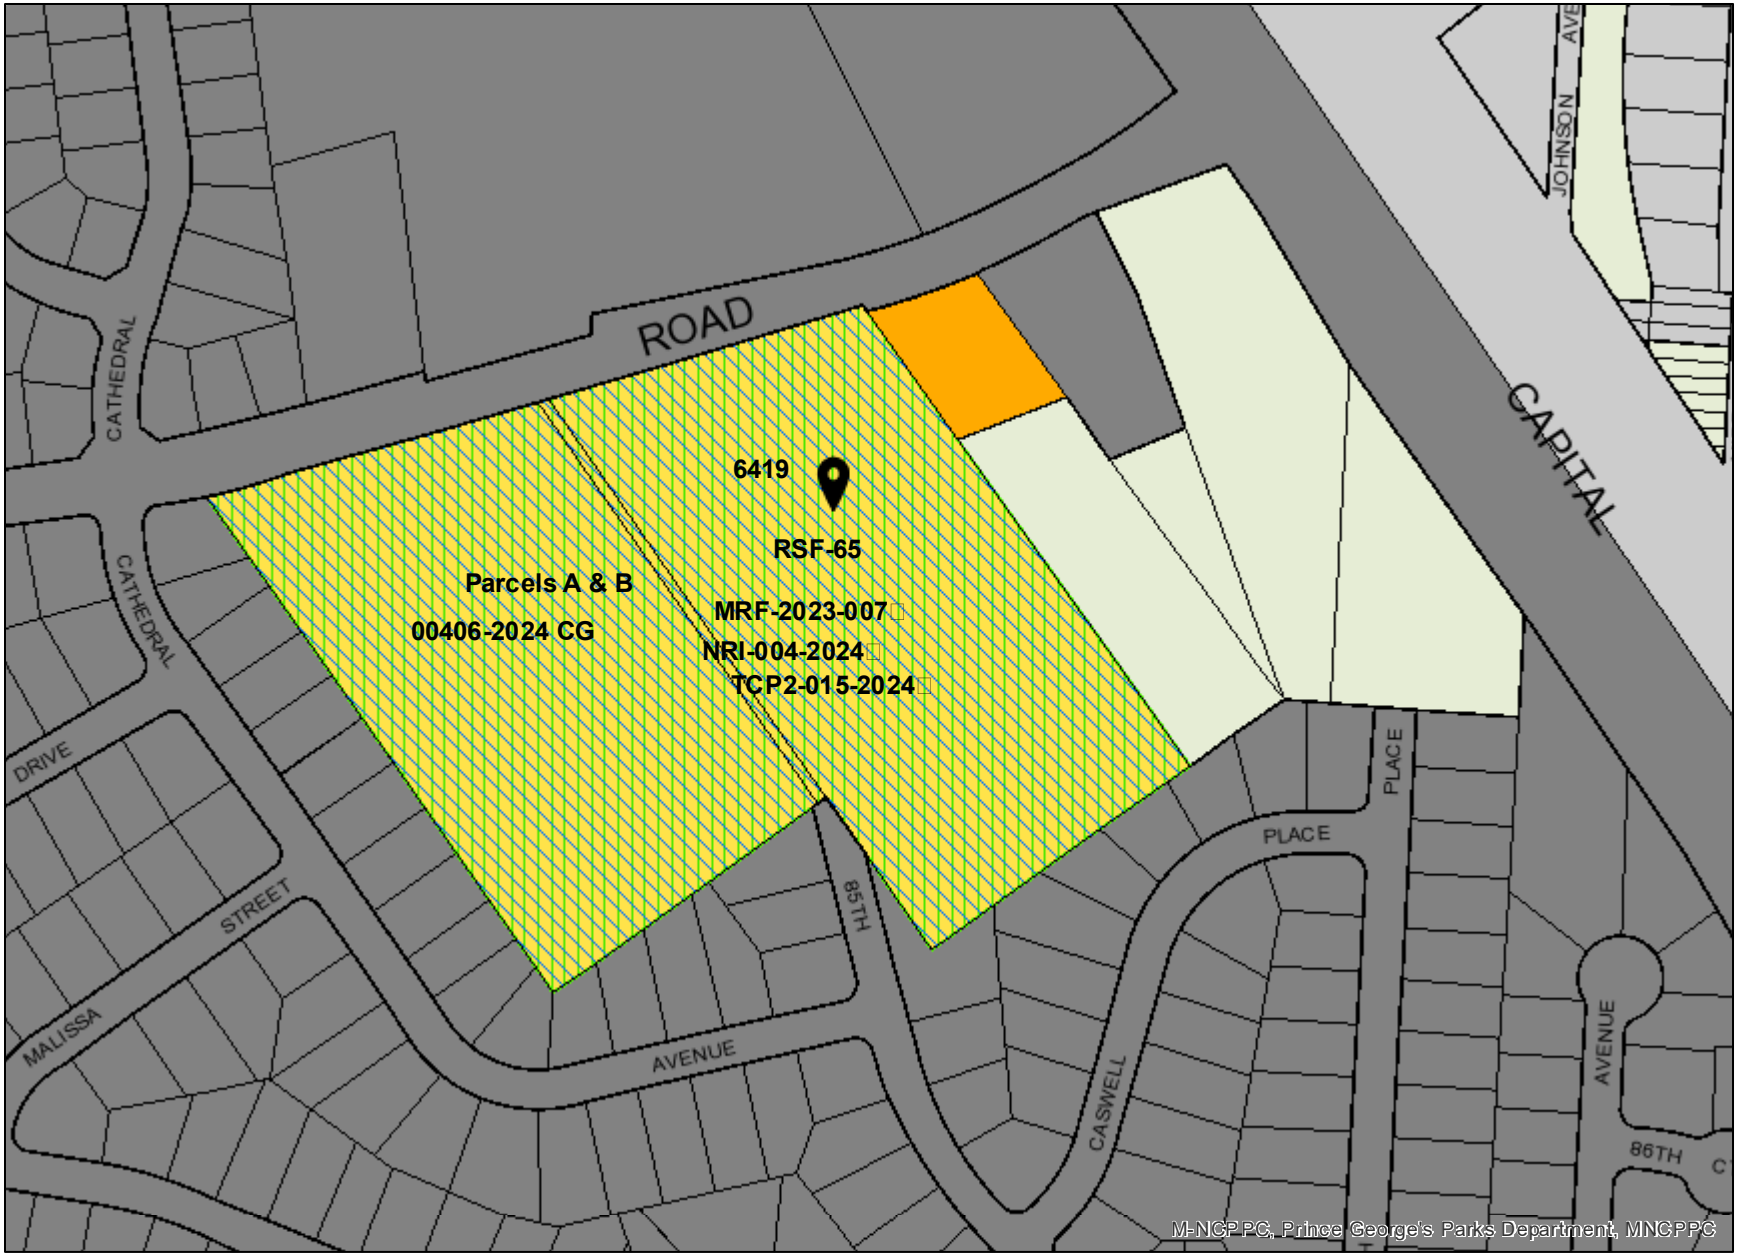 JOHNSON AVE
ROAD
CATHEDRAL
CAPITAL
6419
RSF-65
Parcels A & B
00406-2024 CG
MRF-2023-007
NRI-004-2024
TCP2-015-2024
CATHEDRAL
DRIVE
PLACE
PLACE
STREET
85TH
MALISSA
AVENUE
CASWELL
AVENUE
86TH
M-NCPPC, Prince George's Parks Department, MNCPPC